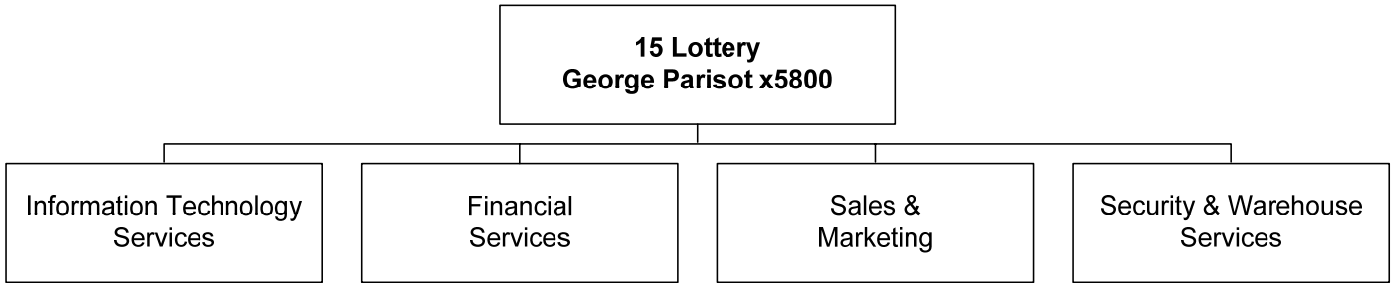 15 Lottery
George Parisot x5800
Information Technology
Services
Financial
Services
Sales &
Marketing
Security & Warehouse
Services